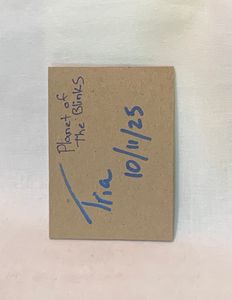 Planet of
The Blinks
Tria
10/11/25